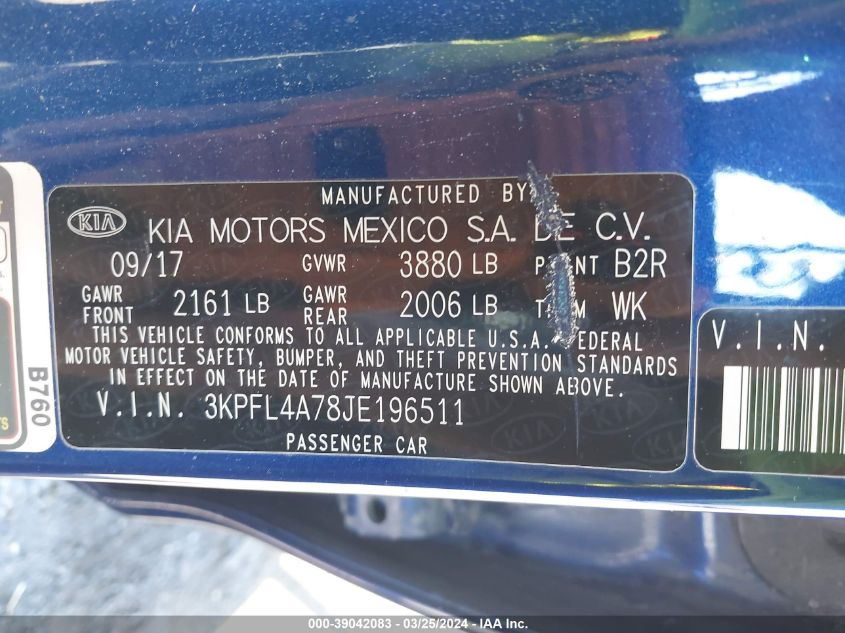 MANUFACTURED BY
KIA KIA MOTORS MEXICO S.A. DE C.V.
09/17 GVWR 3880 LB PAINT B2R
GAWR FRONT 2161 LB GAWR REAR 2006 LB TRIM WK
THIS VEHICLE CONFORMS TO ALL APPLICABLE U.S.A. FEDERAL
MOTOR VEHICLE SAFETY, BUMPER, AND THEFT PREVENTION STANDARDS
IN EFFECT ON THE DATE OF MANUFACTURE SHOWN ABOVE.
V.I.N. 3KPFL4A78JE196511
PASSENGER CAR
B760
V.I.N.
000-39042083 - 03/25/2024 - IAA Inc.